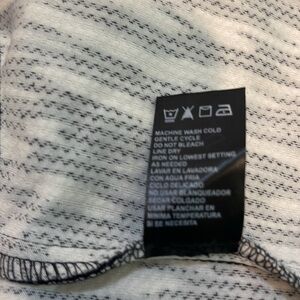 MACHINE WASH COLD
GENTLE CYCLE
DO NOT BLEACH
LINE DRY
IRON ON LOWEST SETTING
AS NEEDED
LAVAR EN LAVADORA
CON AGUA FRIA
CICLO DELICADO
NO USAR BLANQUEADOR
SECAR COLGADO
USAR PLANCHAR EN
MINIMA TEMPERATURA
SI SE NECESITA